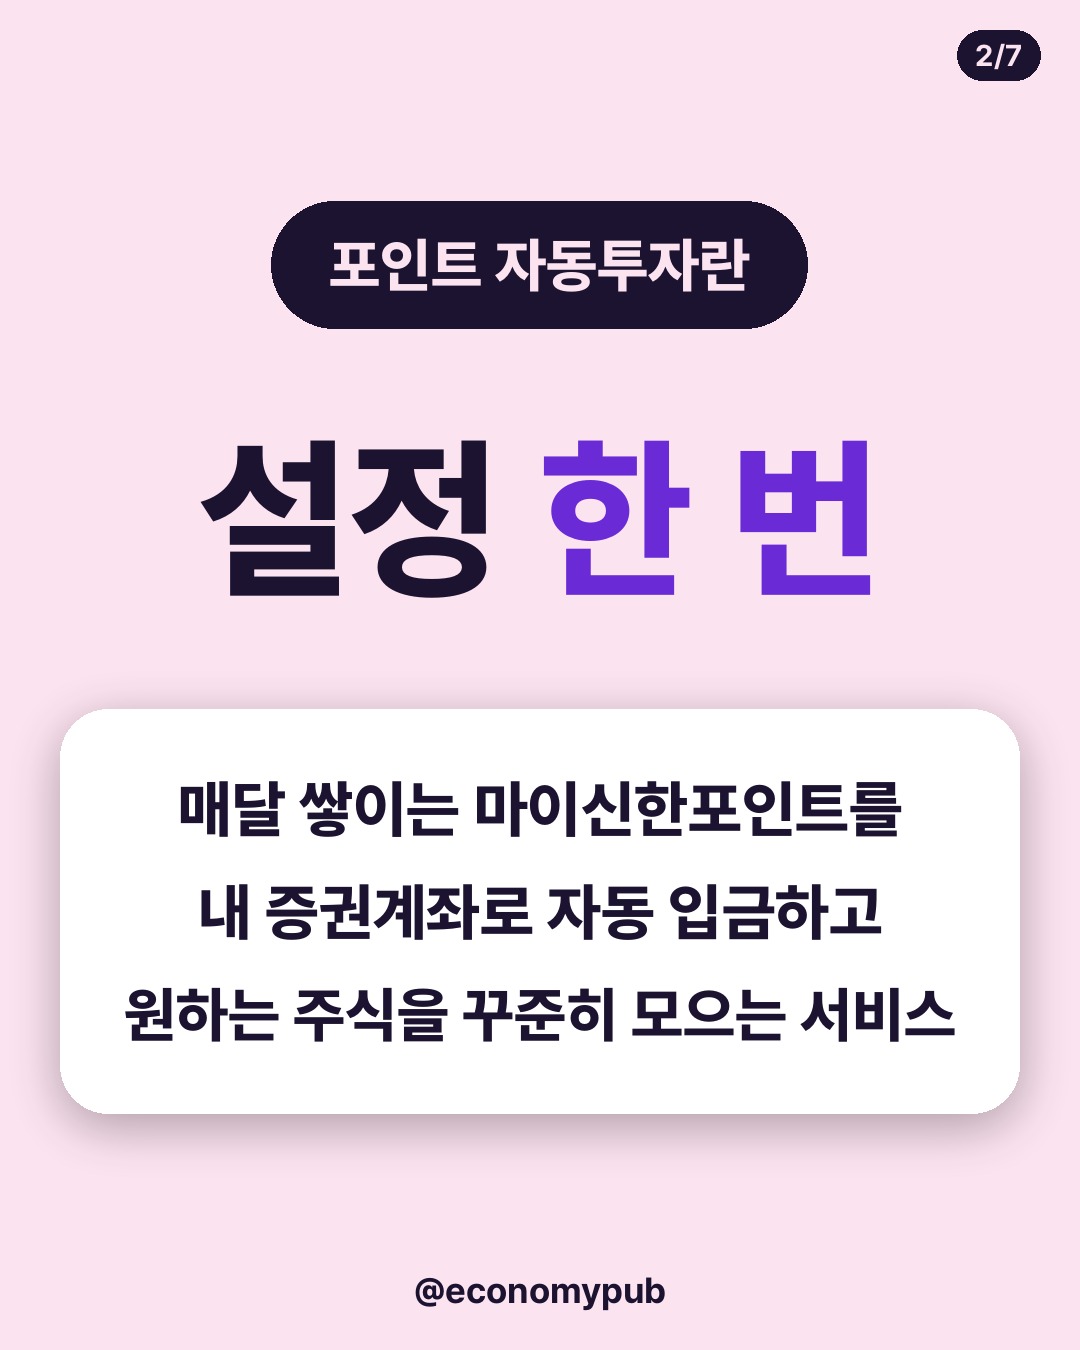 2/7
포인트 자동투자란
설정 한 번
매달 쌓이는 마이신한포인트를
내 증권계좌로 자동 입금하고
원하는 주식을 꾸준히 모으는 서비스
@economypub